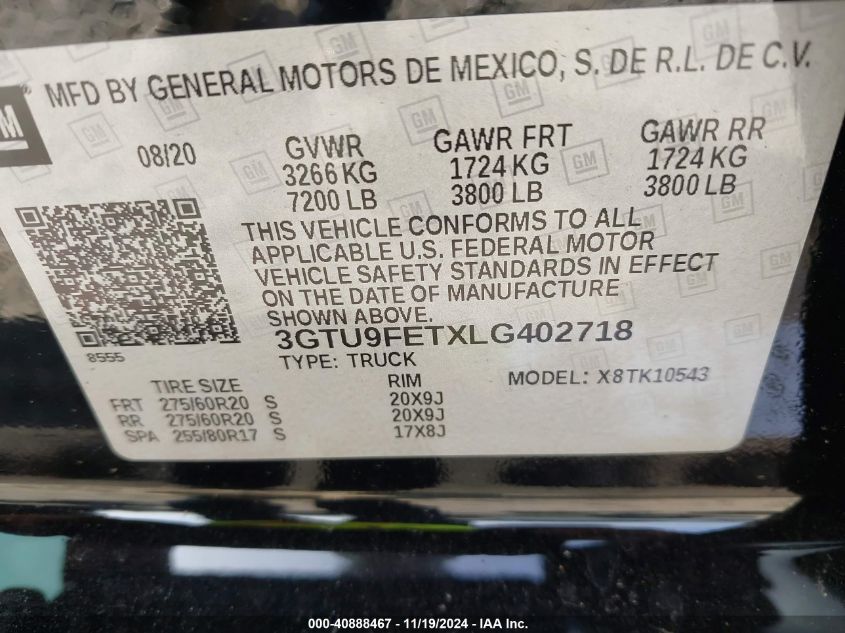 MFD BY GENERAL MOTORS DE MEXICO, S. DE R.L. DE C.V.
GM
08/20
GVWR
3266 KG
7200 LB
GAWR FRT
1724 KG
3800 LB
GAWR RR
1724 KG
3800 LB
THIS VEHICLE CONFORMS TO ALL
APPLICABLE U.S. FEDERAL MOTOR
VEHICLE SAFETY STANDARDS IN EFFECT
ON THE DATE OF MANUFACTURE
SHOWN ABOVE.
8555
3GTU9FETXLG402718
TYPE: TRUCK
MODEL: X8TK10543
TIRE SIZE RIM
FRT 275/60R20 S 20X9J
RR 275/60R20 S 20X9J
SPA 255/80R17 S 17X8J
000-40888467 - 11/19/2024 - IAA Inc.